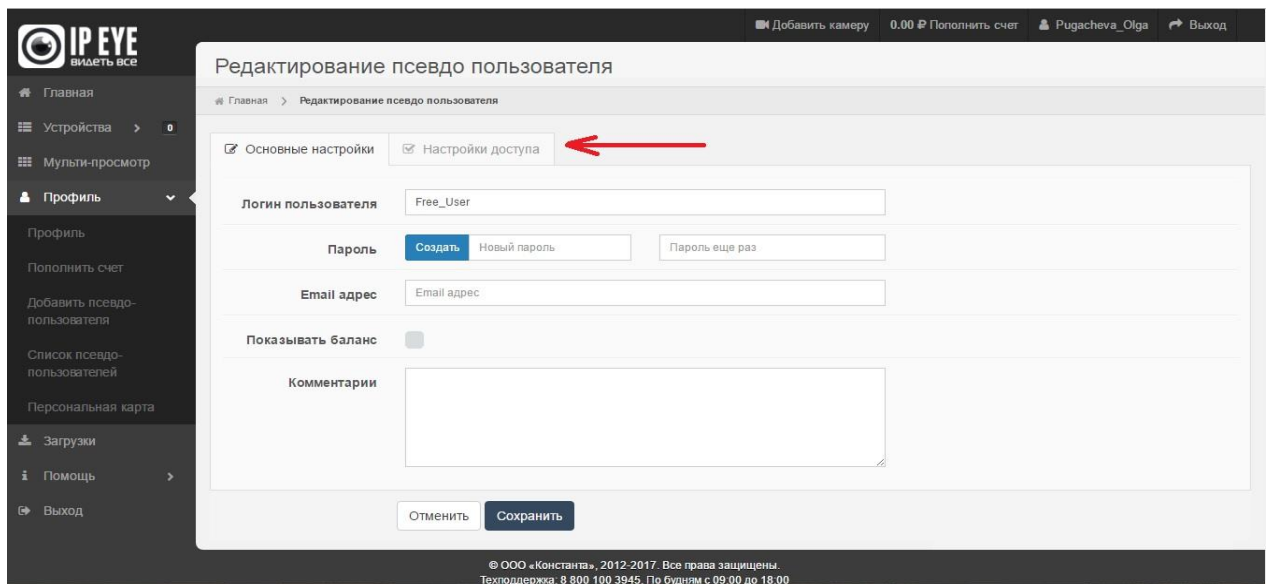 IP EYE
ВИДЕТЬ ВСЕ
Добавить камеру 0.00 ₽ Пополнить счет Pugacheva_Olga Выход
Главная
Устройства > 0
Мульти-просмотр
Профиль
Профиль
Пополнить счет
Добавить псевдо-
пользователя
Список псевдо-
пользователей
Персональная карта
Загрузки
Помощь >
Выход
Редактирование псевдо пользователя
Главная > Редактирование псевдо пользователя
Основные настройки Настройки доступа
Логин пользователя Free_User
Пароль Создать Новый пароль Пароль еще раз
Email адрес Email адрес
Показывать баланс
Комментарии
Отменить Сохранить
© ООО «Константа», 2012-2017. Все права защищены.
Техподдержка: 8 800 100 3945. По будням с 09:00 до 18:00